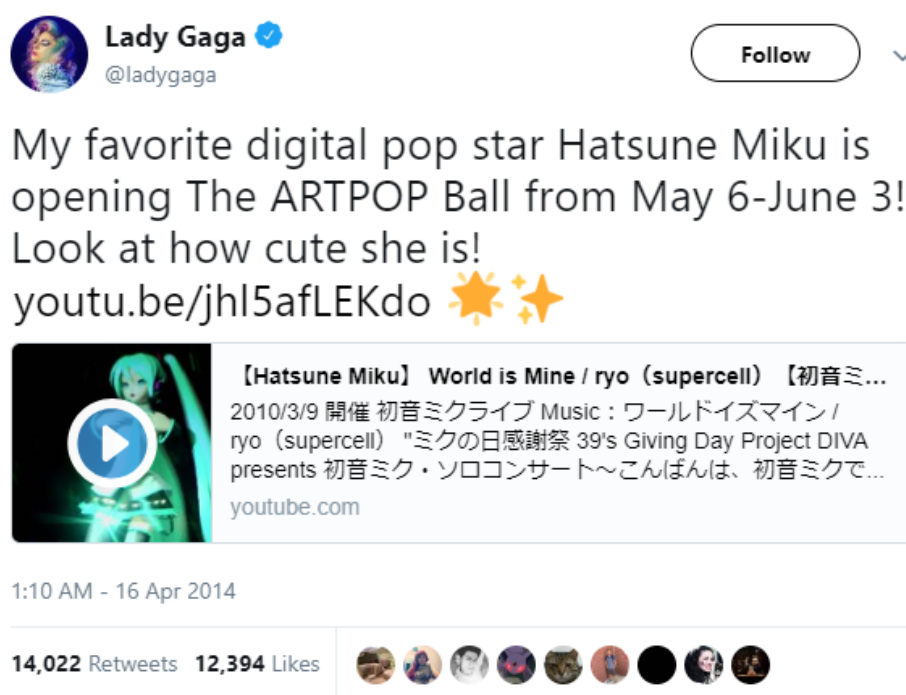 Lady Gaga
@ladygaga
Follow
My favorite digital pop star Hatsune Miku is
opening The ARTPOP Ball from May 6-June 3!
Look at how cute she is!
youtu.be/jhl5afLEKdo 🌟✨
【Hatsune Miku】 World is Mine / ryo（supercell）【初音ミ...
2010/3/9 開催 初音ミクライブ Music：ワールドイズマイン /
ryo（supercell） "ミクの日感謝祭 39's Giving Day Project DIVA
presents 初音ミク・ソロコンサート～こんばんは、初音ミクで...
youtube.com
1:10 AM - 16 Apr 2014
14,022 Retweets 12,394 Likes